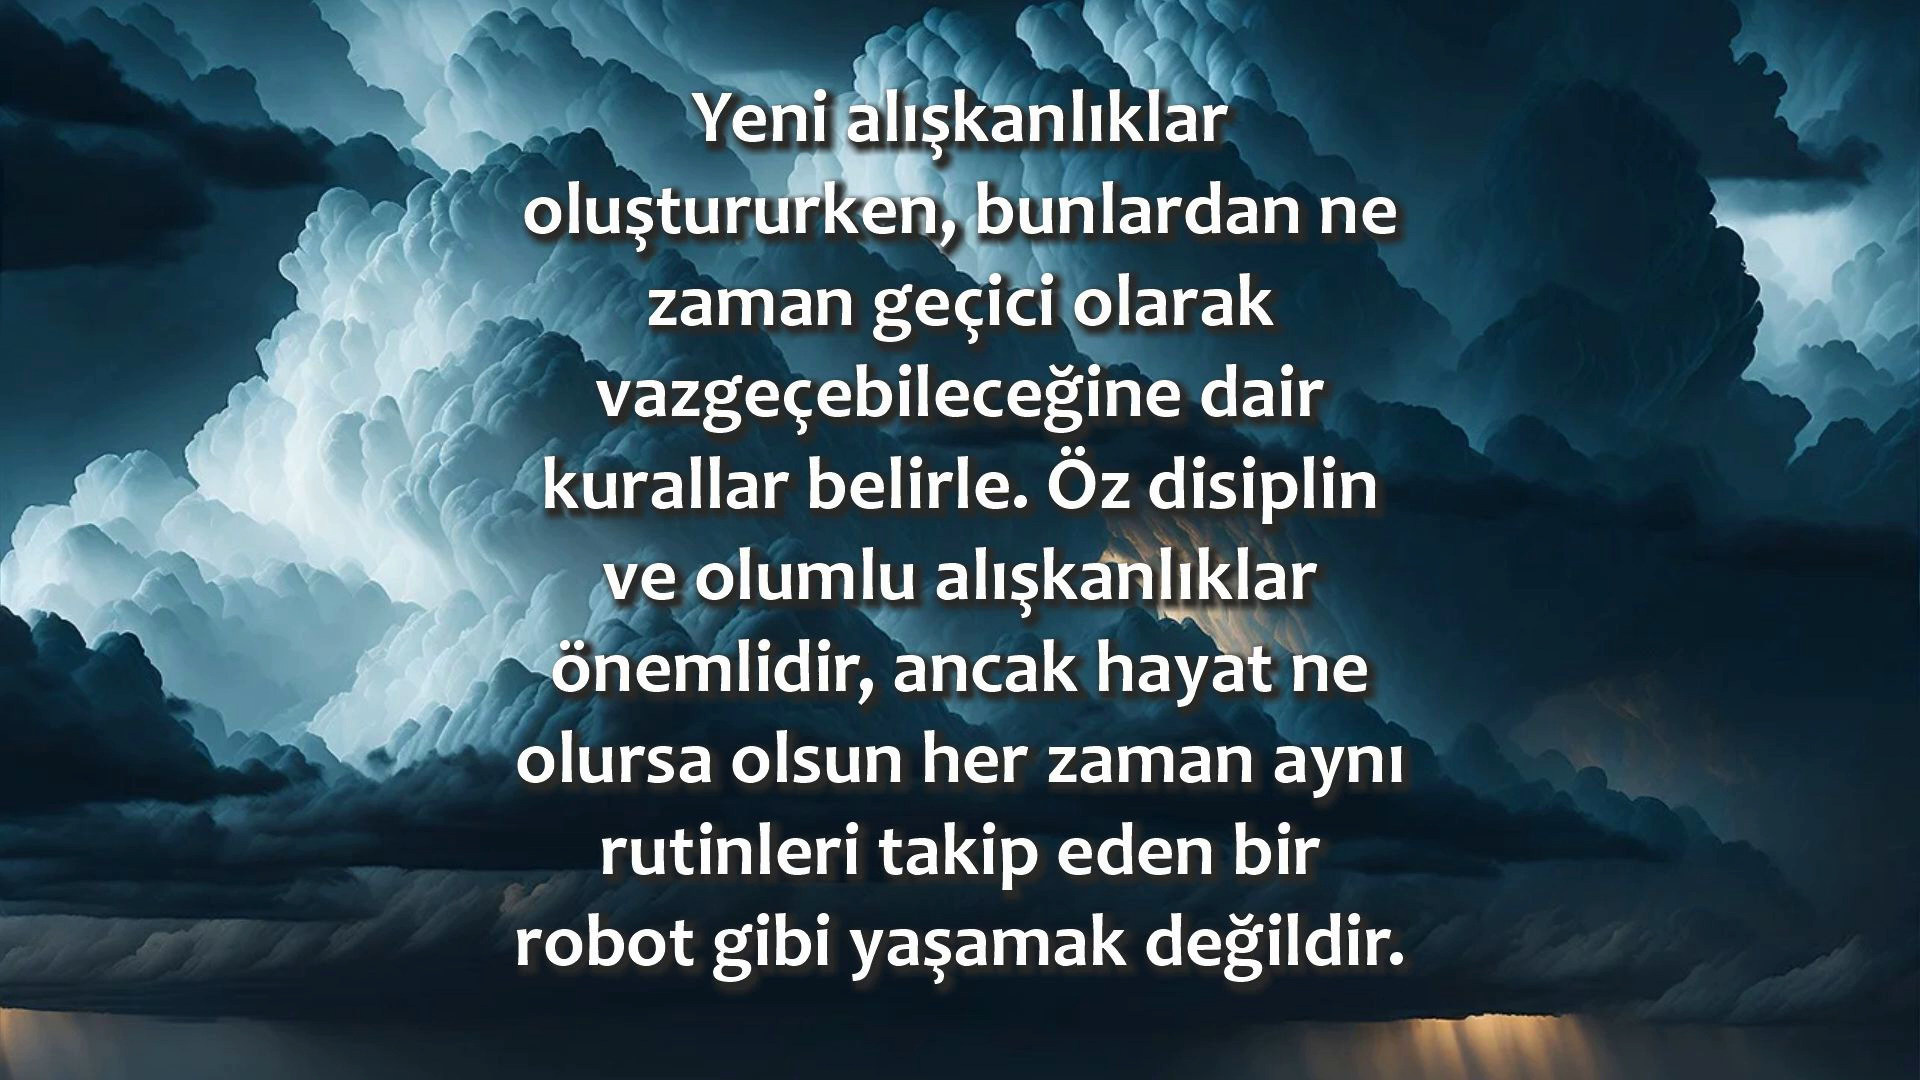 Yeni alışkanlıklar
oluştururken, bunlardan ne
zaman geçici olarak
vazgeçebileceğine dair
kurallar belirle. Öz disiplin
ve olumlu alışkanlıklar
önemlidir, ancak hayat ne
olursa olsun her zaman aynı
rutinleri takip eden bir
robot gibi yaşamak değildir.